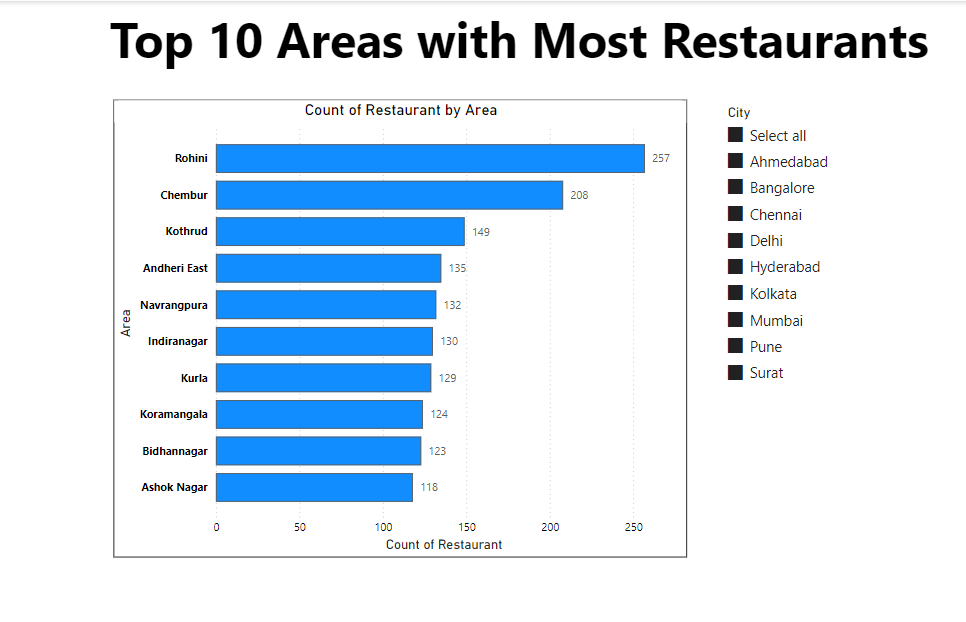 Top 10 Areas with Most Restaurants
Count of Restaurant by Area
Area
Rohini 257
Chembur 208
Kothrud 149
Andheri East 135
Navrangpura 132
Indiranagar 130
Kurla 129
Koramangala 124
Bidhannagar 123
Ashok Nagar 118
0 50 100 150 200 250
Count of Restaurant
City
Select all
Ahmedabad
Bangalore
Chennai
Delhi
Hyderabad
Kolkata
Mumbai
Pune
Surat